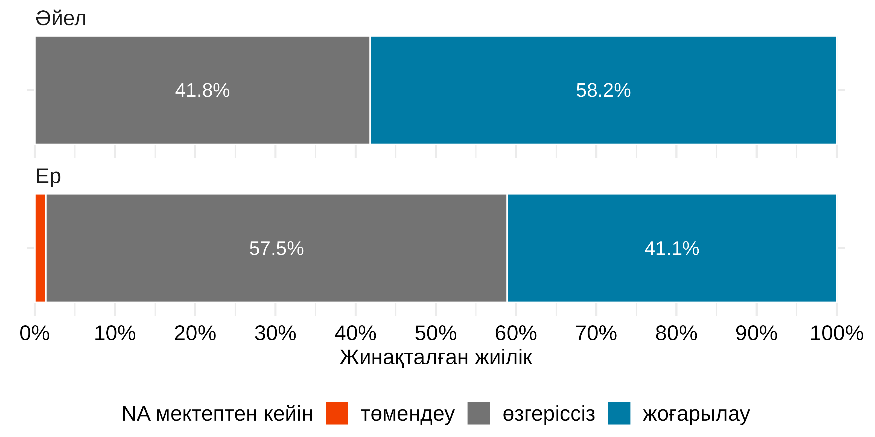 Әйел
41.8% 58.2%
Ер
57.5% 41.1%
0% 10% 20% 30% 40% 50% 60% 70% 80% 90% 100%
Жинақталған жиілік
NA мектептен кейін төмендеу өзгеріссіз жоғарылау